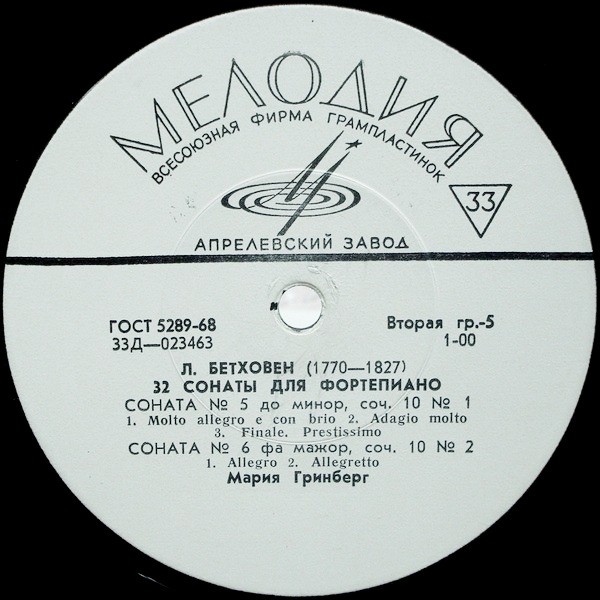 МЕЛОДИЯ
ВСЕСОЮЗНАЯ ФИРМА ГРАМПЛАСТИНОК
33
АПРЕЛЕВСКИЙ ЗАВОД
ГОСТ 5289-68
Вторая гр.-5
33Д—023463
1-00
Л. БЕТХОВЕН (1770—1827)
32 СОНАТЫ ДЛЯ ФОРТЕПИАНО
СОНАТА № 5 до минор, соч. 10 № 1
1. Molto allegro e con brio 2. Adagio molto
3. Finale. Prestissimo
СОНАТА № 6 фа мажор, соч. 10 № 2
1. Allegro 2. Allegretto
Мария Гринберг